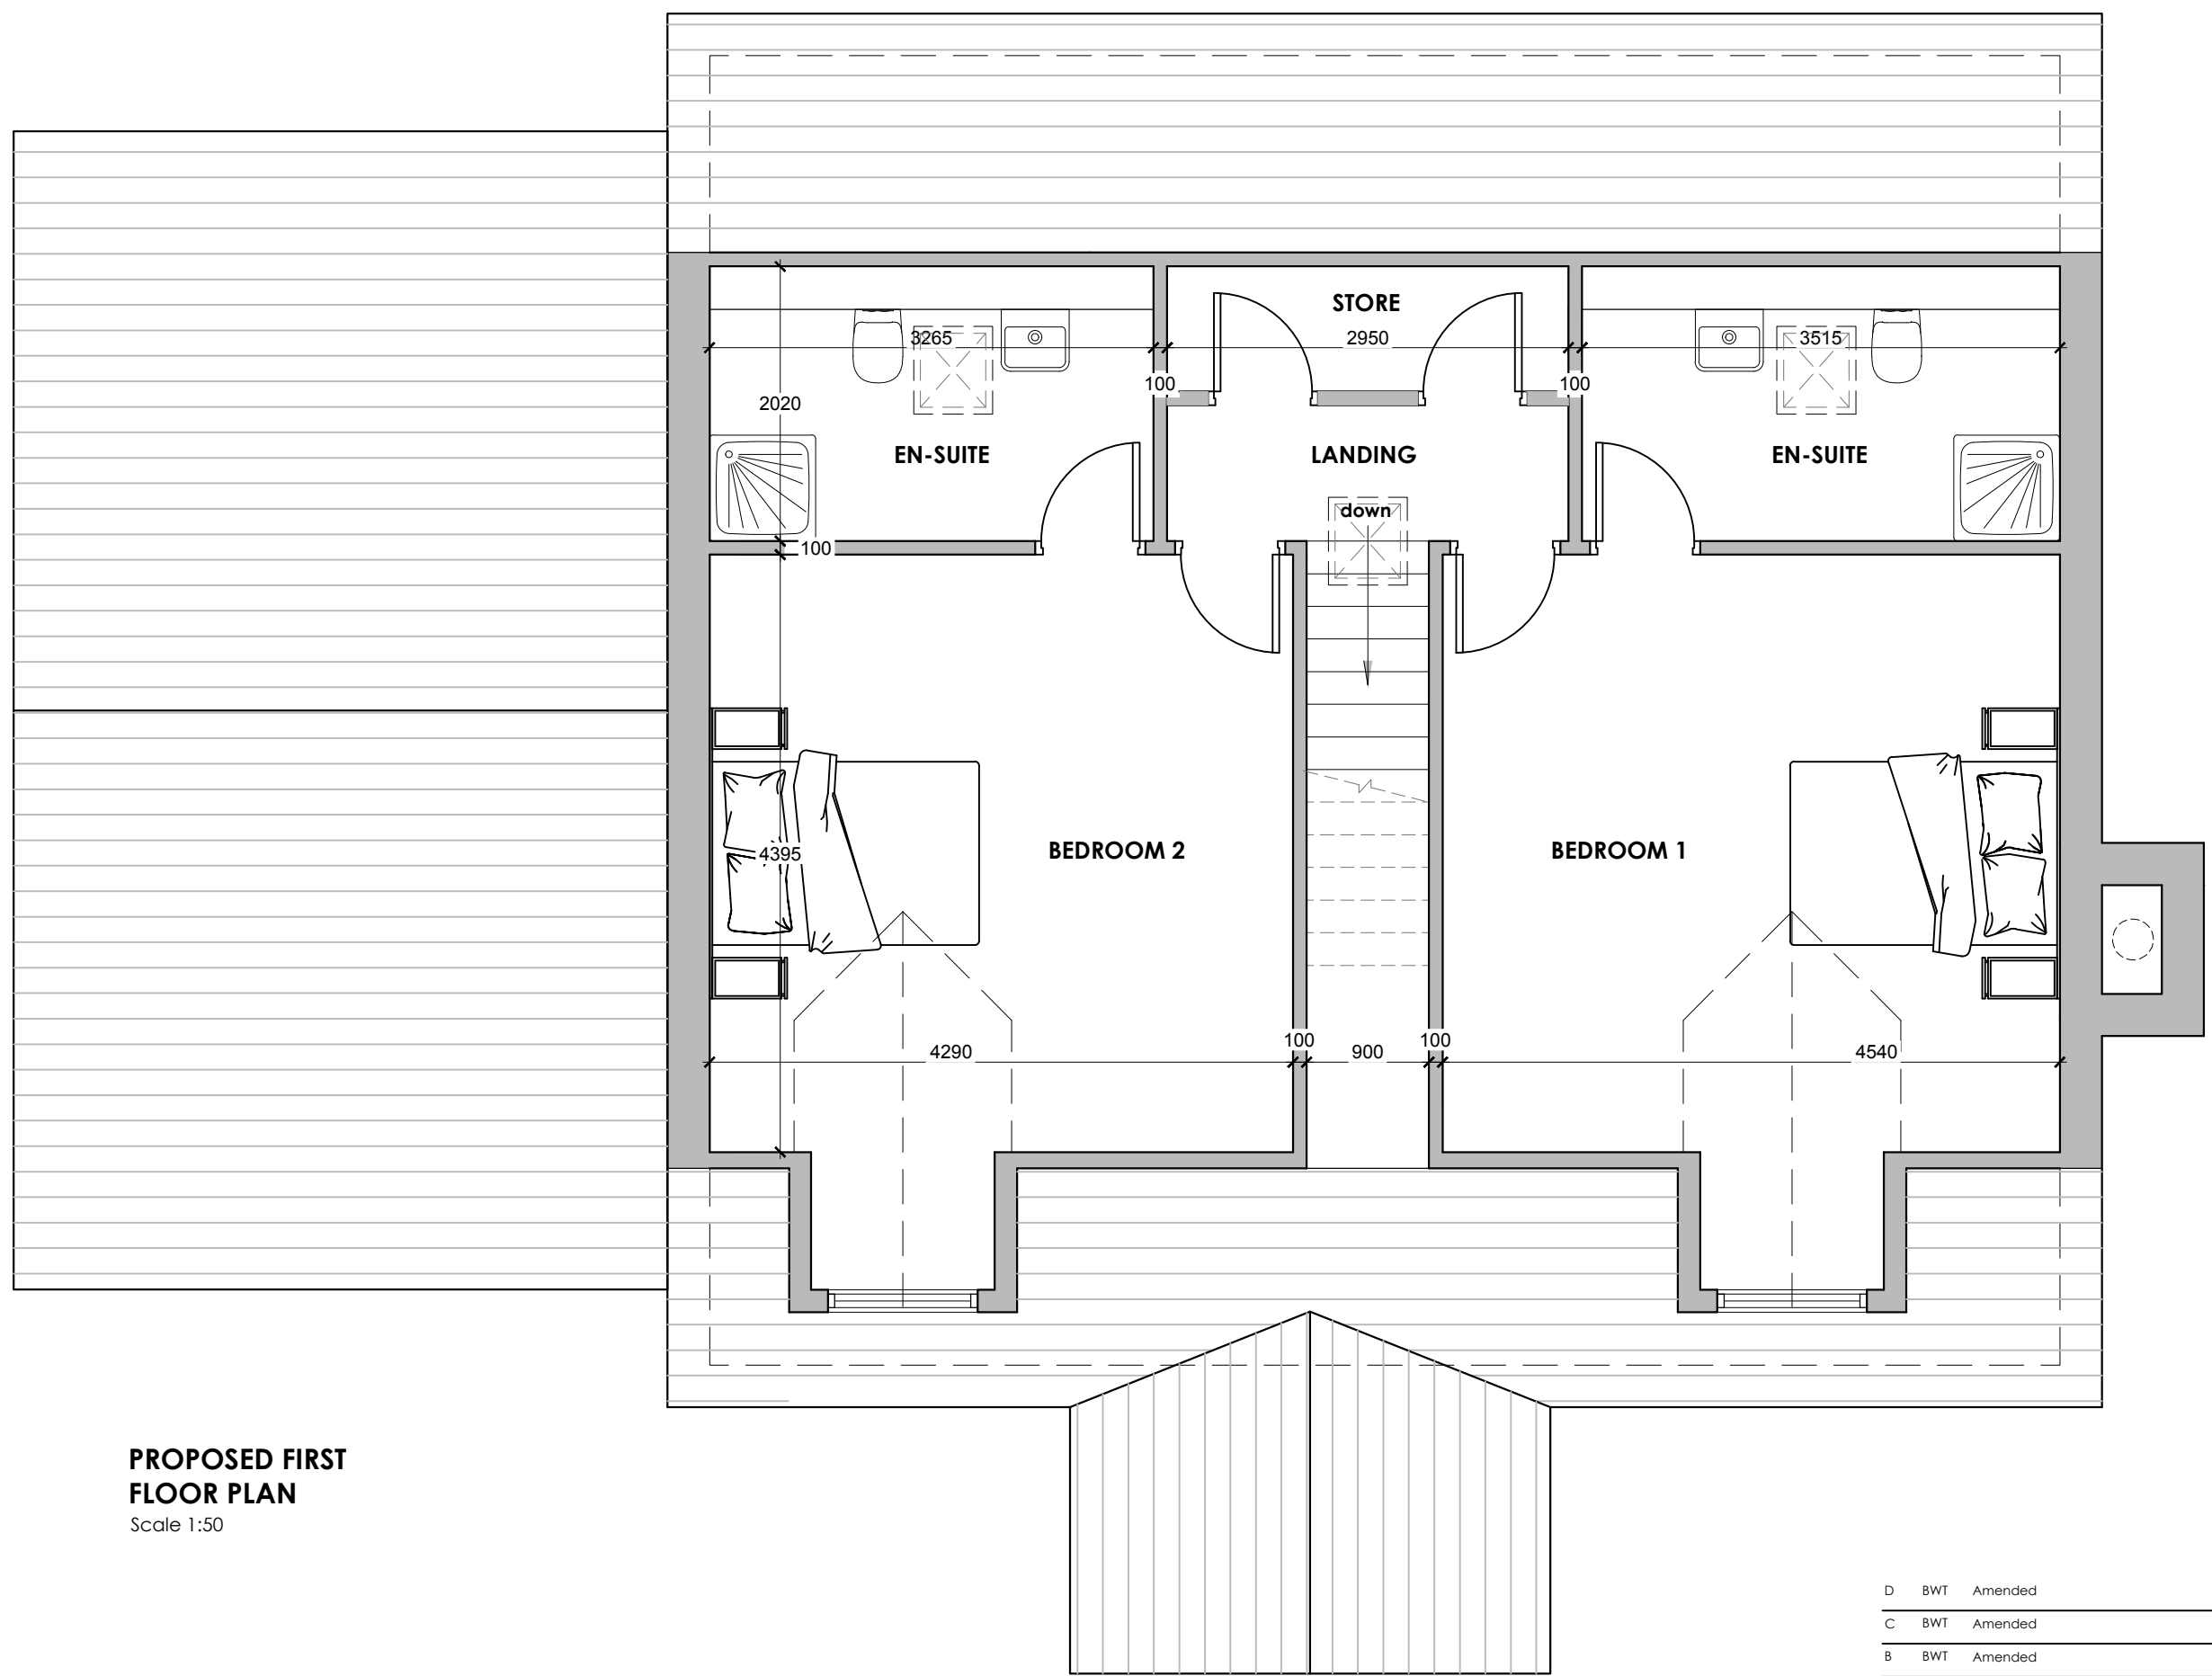 STORE
3265
2950
3515
100
100
2020
EN-SUITE
LANDING
EN-SUITE
down
100
BEDROOM 2
BEDROOM 1
4395
100
100
4290
900
4540
PROPOSED FIRST
FLOOR PLAN
Scale 1:50
D BWT Amended
C BWT Amended
B BWT Amended